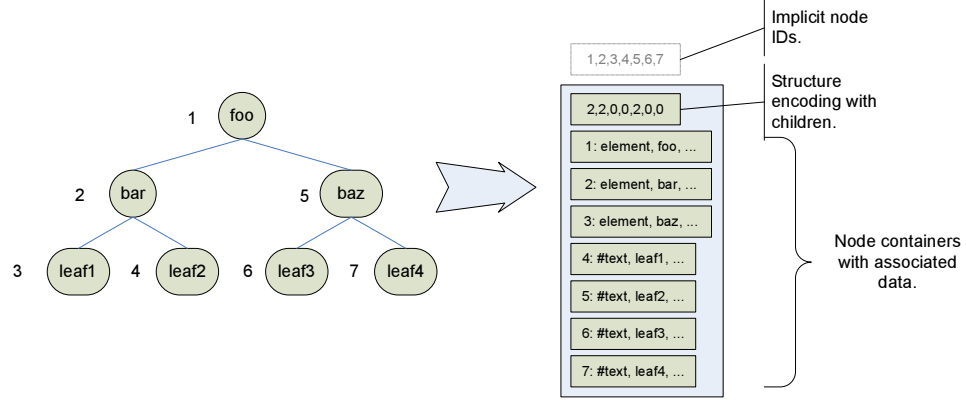 1
foo
2
bar
5
baz
3
leaf1
4
leaf2
6
leaf3
7
leaf4
Implicit node
IDs.
1,2,3,4,5,6,7
Structure
encoding with
children.
2,2,0,0,2,0,0
1: element, foo, ...
2: element, bar, ...
3: element, baz, ...
4: #text, leaf1, ...
5: #text, leaf2, ...
6: #text, leaf3, ...
7: #text, leaf4, ...
Node containers
with associated
data.